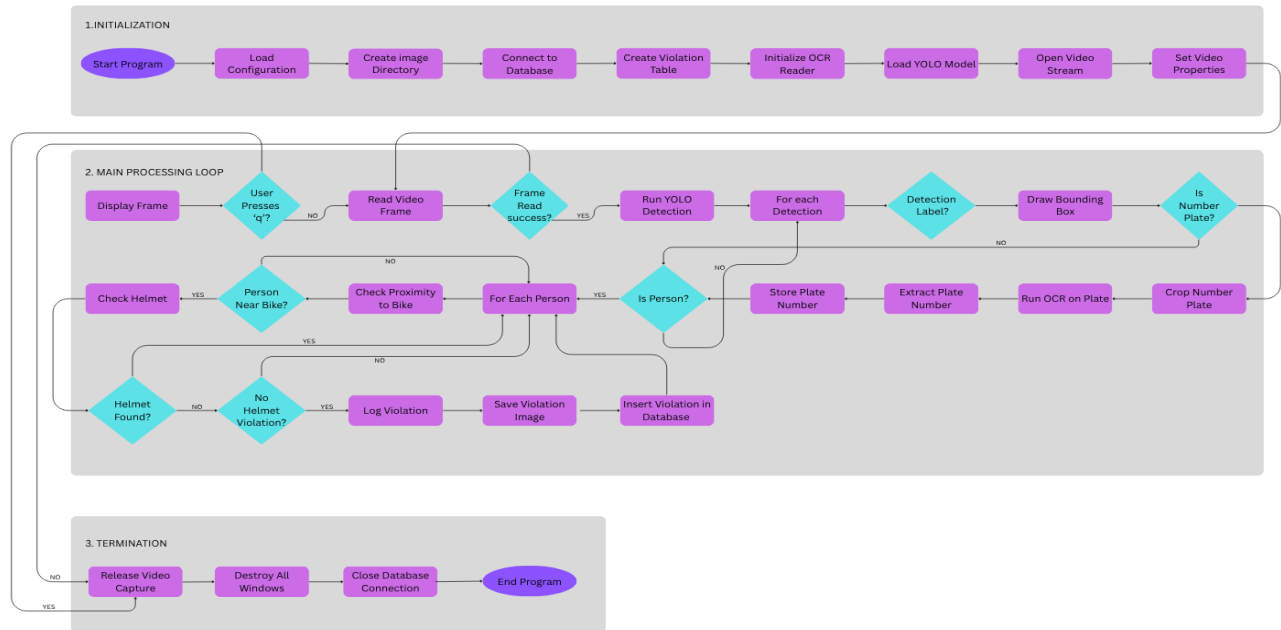 1.INITIALIZATION
Start Program
Load
Configuration
Create image
Directory
Connect to
Database
Create Violation
Table
Initialize OCR
Reader
Load YOLO Model
Open Video
Stream
Set Video
Properties
2. MAIN PROCESSING LOOP
Display Frame
User
Presses
'q'?
NO
Read Video
Frame
Frame
Read
success?
YES
Run YOLO
Detection
For each
Detection
Detection
Label?
Draw Bounding
Box
Is
Number
Plate?
NO
Check Helmet
YES
Person
Near Bike?
NO
Check Proximity
to Bike
For Each Person
YES
Is Person?
NO
Store Plate
Number
Extract Plate
Number
Run OCR on Plate
Crop Number
Plate
YES
NO
Helmet
Found?
NO
No
Helmet
Violation?
YES
Log Violation
Save Violation
Image
Insert Violation in
Database
3. TERMINATION
NO
Release Video
Capture
Destroy All
Windows
Close Database
Connection
End Program
YES